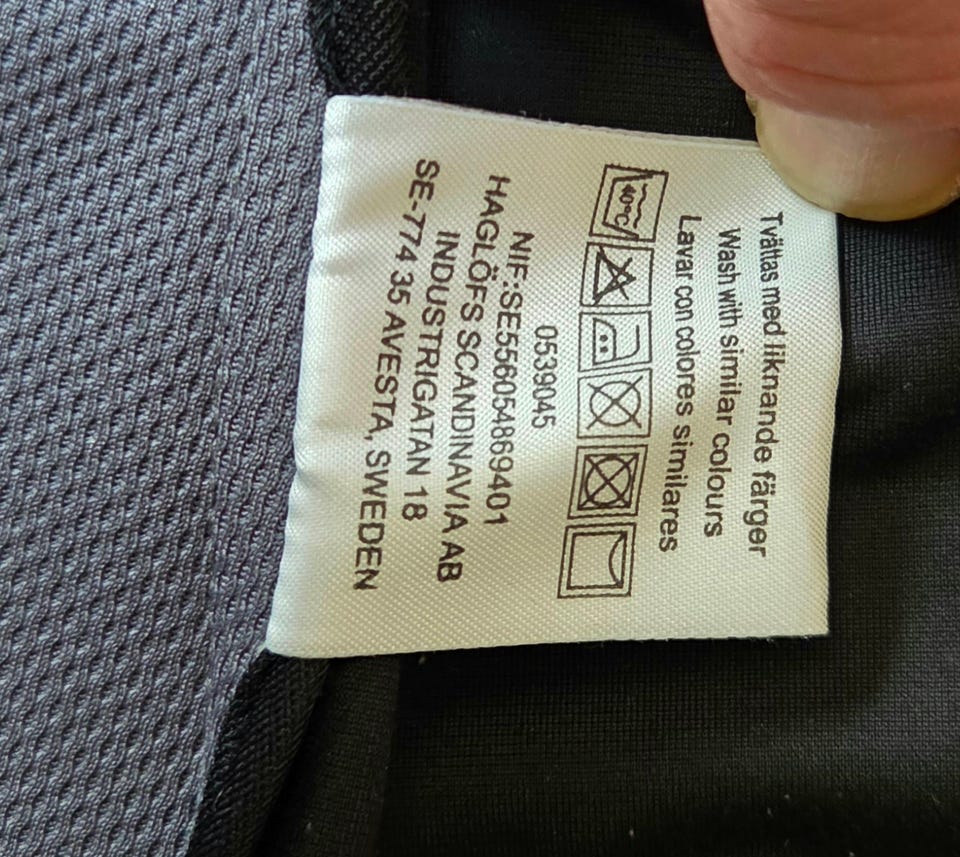 Tvättas med liknande färger
Wash with similar colours
Lavar con colores similares
40°C
0539045
NIF:SE556054869401
HAGLÖFS SCANDINAVIA AB
INDUSTRIGATAN 18
SE-774 35 AVESTA, SWEDEN